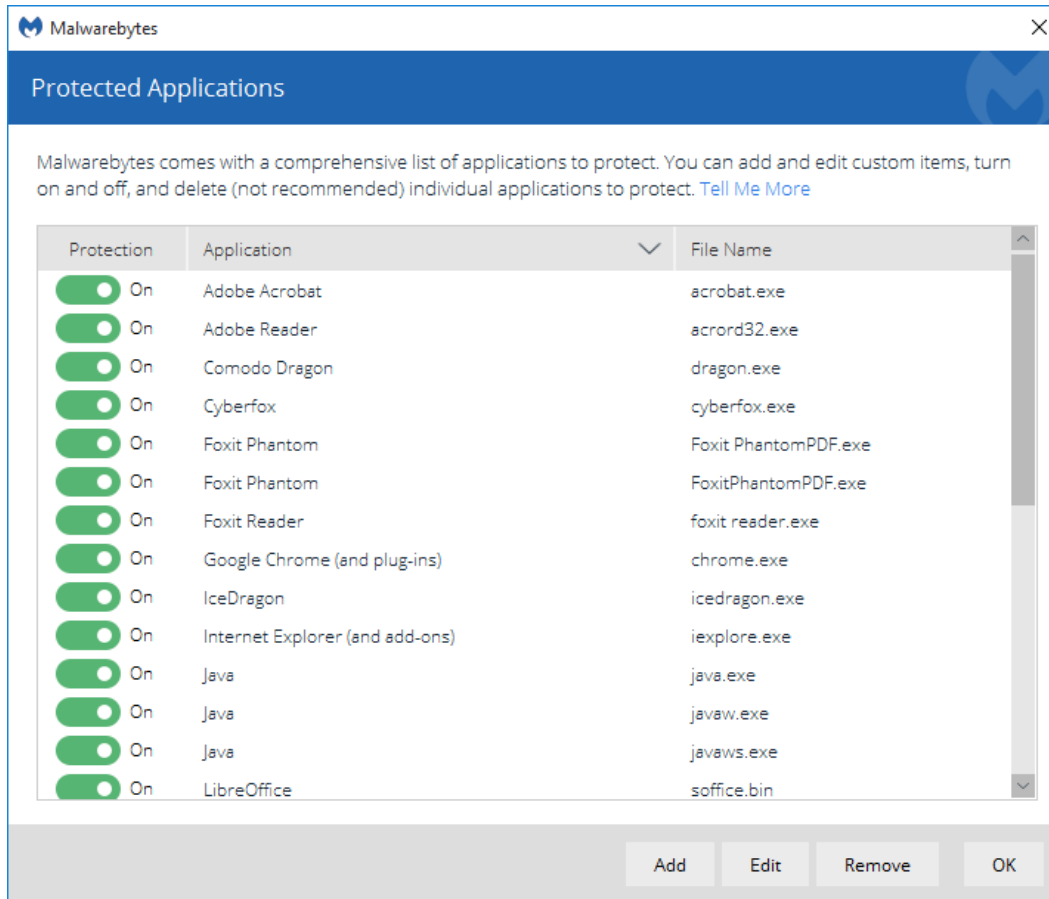 Malwarebytes
Protected Applications
Malwarebytes comes with a comprehensive list of applications to protect. You can add and edit custom items, turn
on and off, and delete (not recommended) individual applications to protect. Tell Me More
Protection Application File Name
On Adobe Acrobat acrobat.exe
On Adobe Reader acrord32.exe
On Comodo Dragon dragon.exe
On Cyberfox cyberfox.exe
On Foxit Phantom Foxit PhantomPDF.exe
On Foxit Phantom FoxitPhantomPDF.exe
On Foxit Reader foxit reader.exe
On Google Chrome (and plug-ins) chrome.exe
On IceDragon icedragon.exe
On Internet Explorer (and add-ons) iexplore.exe
On Java java.exe
On Java javaw.exe
On Java javaws.exe
On LibreOffice soffice.bin
Add Edit Remove OK